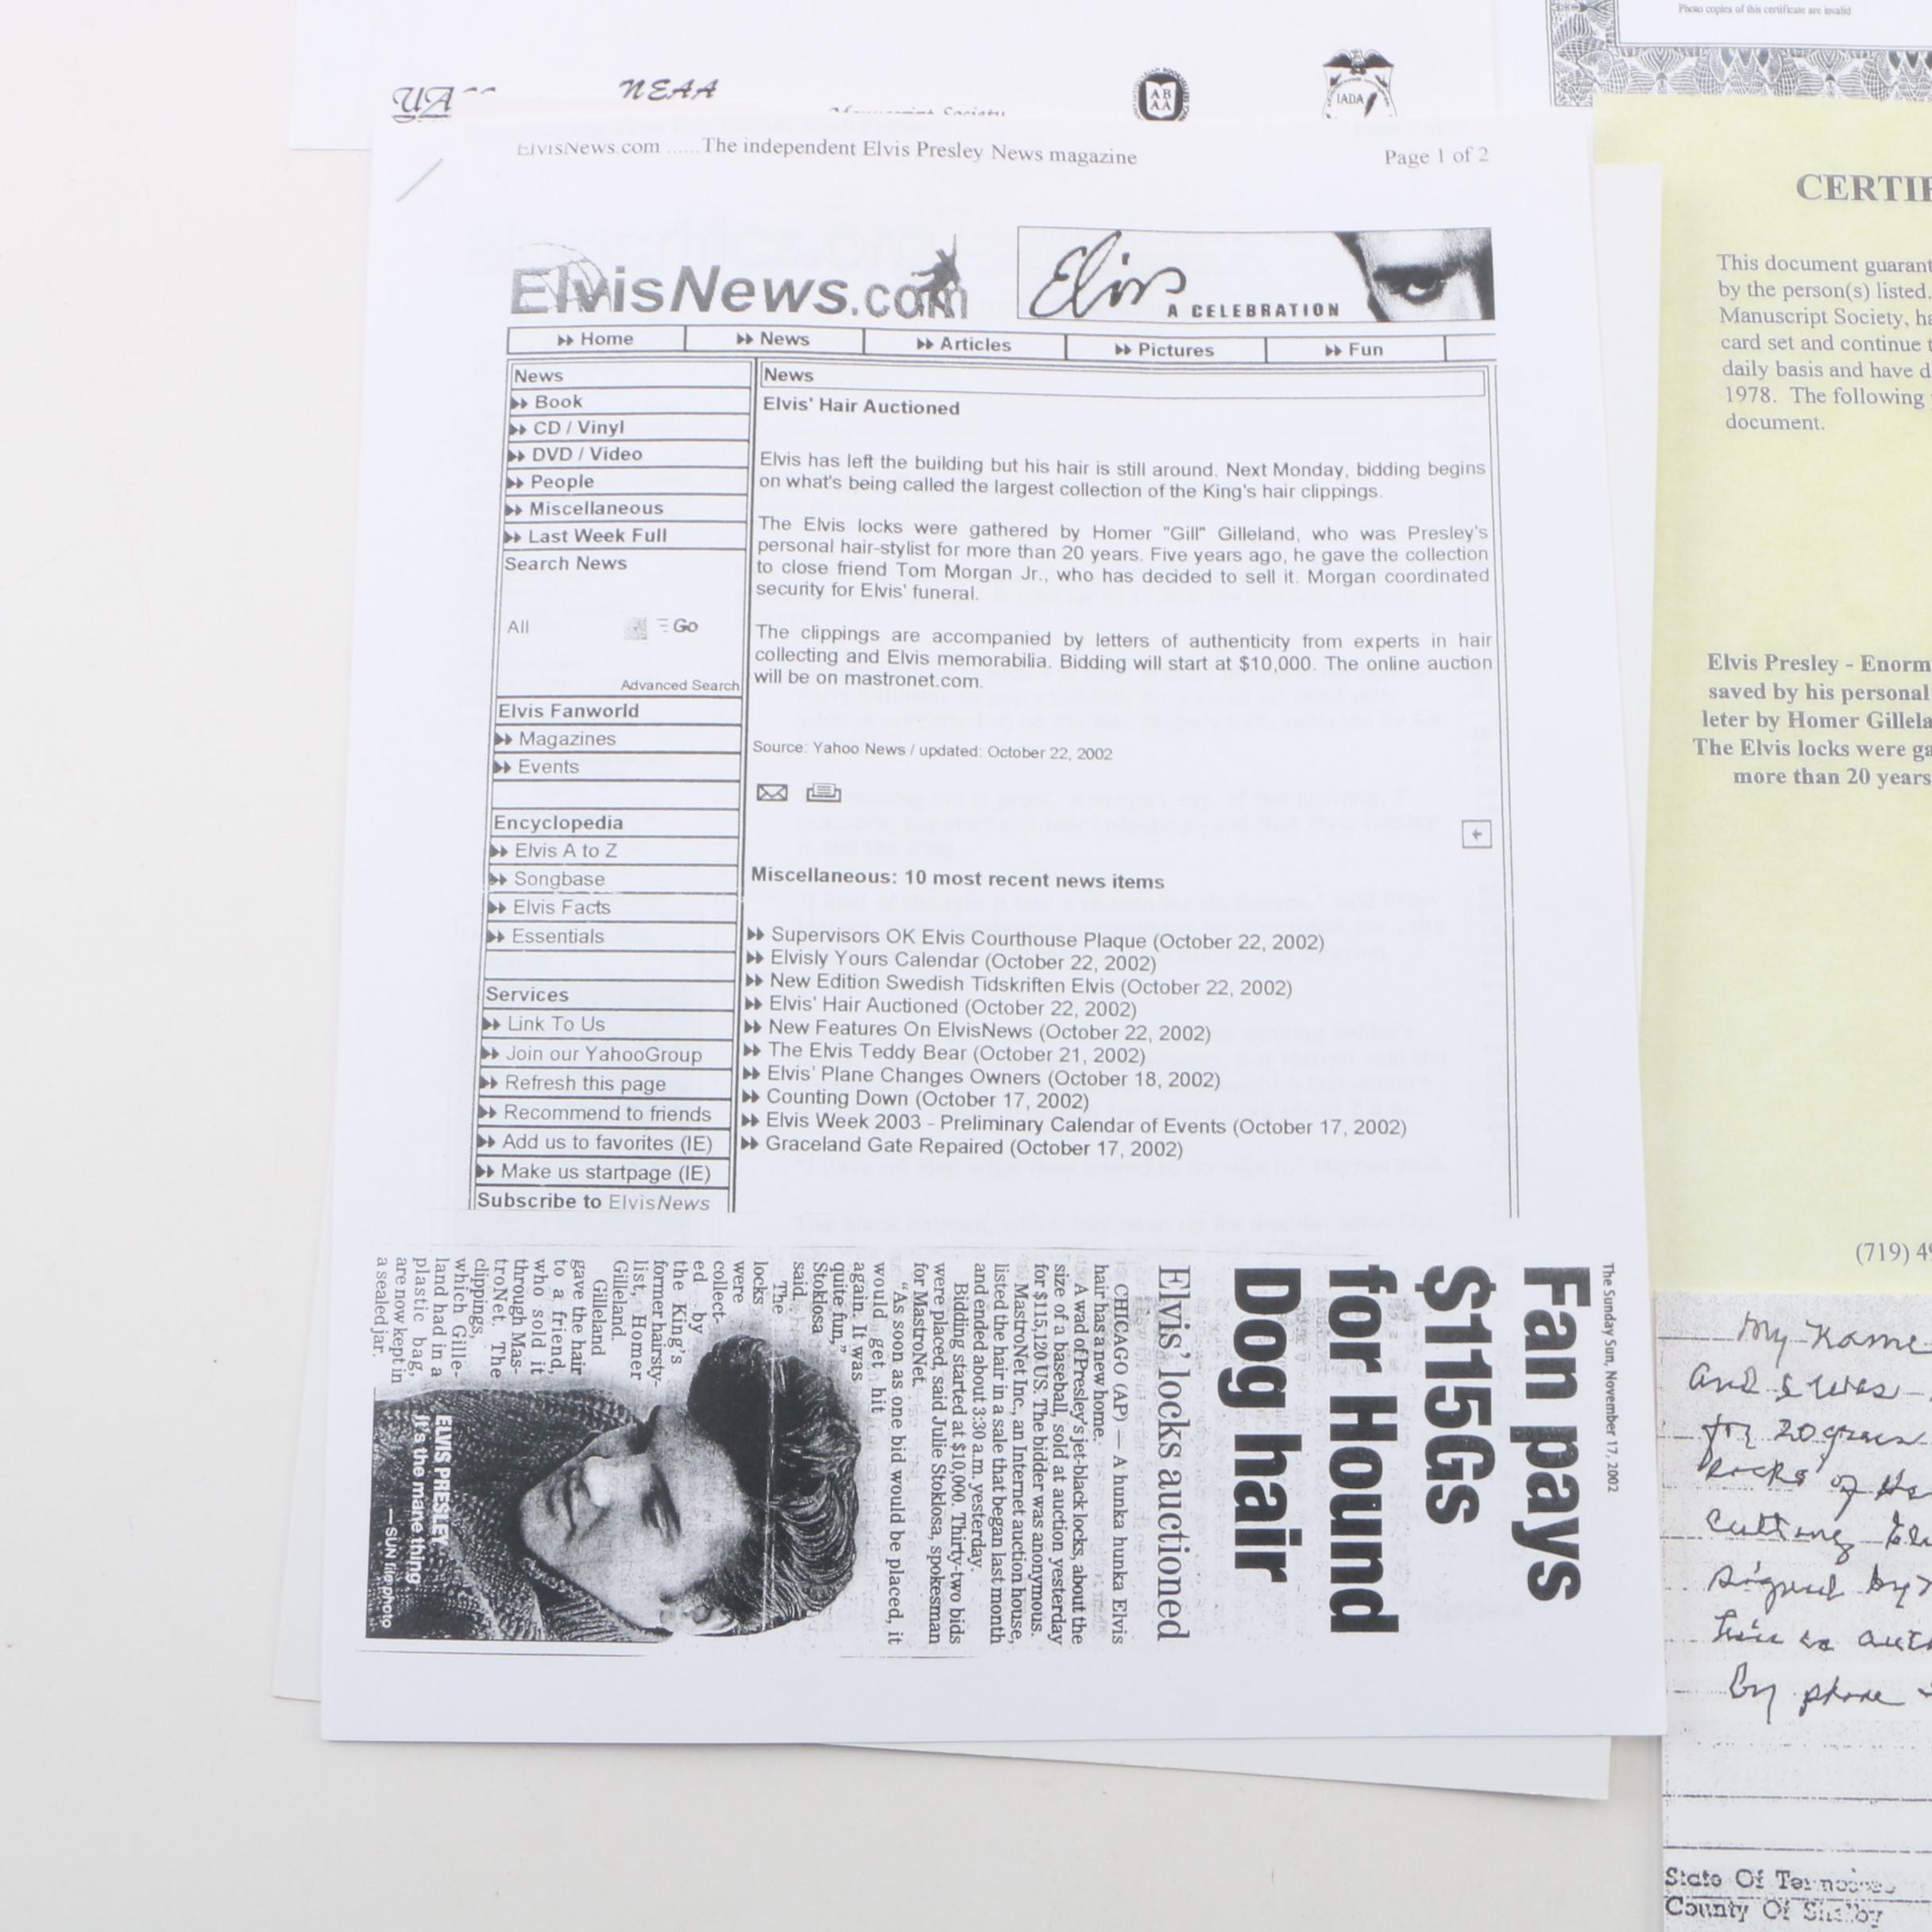 Photo copies of this certificate are invalid
NEAA
AB
AA
IADA
ElvisNews.com ......The independent Elvis Presley News magazine
Page 1 of 2
ElvisNews.com
Elvis
A CELEBRATION
Home
News
Articles
Pictures
Fun
News
Book
CD / Vinyl
DVD / Video
People
Miscellaneous
Last Week Full
Search News
All
Go
Advanced Search
Elvis Fanworld
Magazines
Events
Encyclopedia
Elvis A to Z
Songbase
Elvis Facts
Essentials
Services
Link To Us
Join our YahooGroup
Refresh this page
Recommend to friends
Add us to favorites (IE)
Make us startpage (IE)
Subscribe to ElvisNews
News
Elvis' Hair Auctioned
Elvis has left the building but his hair is still around. Next Monday, bidding begins
on what's being called the largest collection of the King's hair clippings.
The Elvis locks were gathered by Homer "Gill" Gilleland, who was Presley's
personal hair-stylist for more than 20 years. Five years ago, he gave the collection
to close friend Tom Morgan Jr., who has decided to sell it. Morgan coordinated
security for Elvis' funeral.
The clippings are accompanied by letters of authenticity from experts in hair
collecting and Elvis memorabilia. Bidding will start at $10,000. The online auction
will be on mastronet.com.
Source: Yahoo News / updated: October 22, 2002
Miscellaneous: 10 most recent news items
Supervisors OK Elvis Courthouse Plaque (October 22, 2002)
Elvisly Yours Calendar (October 22, 2002)
New Edition Swedish Tidskriften Elvis (October 22, 2002)
Elvis' Hair Auctioned (October 22, 2002)
New Features On ElvisNews (October 22, 2002)
The Elvis Teddy Bear (October 21, 2002)
Elvis' Plane Changes Owners (October 18, 2002)
Counting Down (October 17, 2002)
Elvis Week 2003 - Preliminary Calendar of Events (October 17, 2002)
Graceland Gate Repaired (October 17, 2002)
The Sunday Sun, November 17, 2002
Fan pays
$115Gs
for Hound
Dog hair
Elvis' locks auctioned
CHICAGO (AP) — A hunka hunka Elvis
hair has a new home.
A wad of Presley's jet-black locks, about the
size of a baseball, sold at auction yesterday
for $115,120 US. The bidder was anonymous.
MastroNet Inc., an Internet auction house,
listed the hair in a sale that began last month
and ended about 3:30 a.m. yesterday.
Bidding started at $10,000. Thirty-two bids
were placed, said Julie Stoklosa, spokesman
for MastroNet.
"As soon as one bid would be placed, it
would get hit
again. It was
quite fun,"
Stoklosa
said.
The
locks
were
collect-
ed by
the King's
former hairsty-
list, Homer
Gilleland.
Gilleland
gave the hair
to a friend,
who sold it
through Mas-
troNet. The
clippings,
which Gille-
land had in a
plastic bag,
are now kept in
a sealed jar.
ELVIS PRESLEY
It's the mane thing
— SUN file photo
CERTIF
This document guarant
by the person(s) listed.
Manuscript Society, ha
card set and continue t
daily basis and have d
1978. The following
document.
Elvis Presley - Enorm
saved by his personal
leter by Homer Gillela
The Elvis locks were ga
more than 20 years
(719) 49
My name
and I was
for 20 years
locks of Ha
Cutting El
signed by
By phone
State Of Tennessee
County Of Shelby